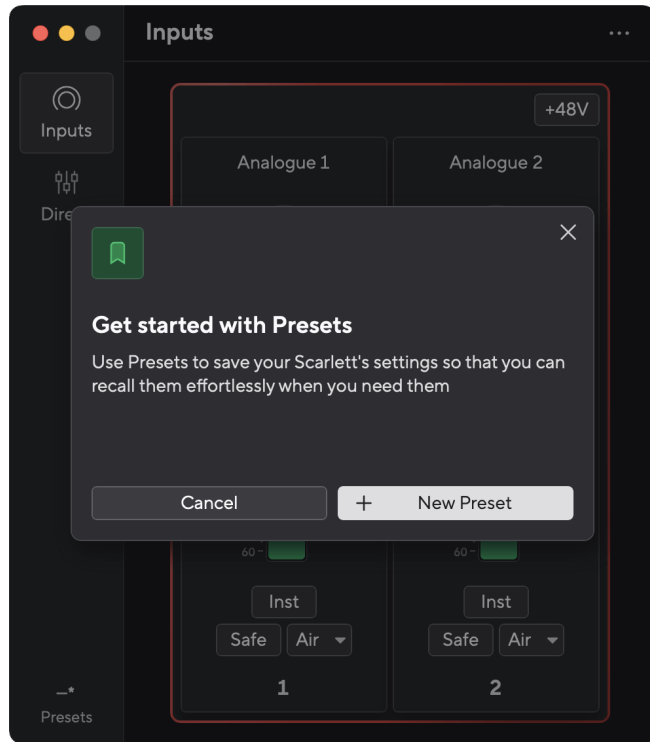 Inputs
...
+48V
Inputs
Analogue 1
Analogue 2
Get started with Presets
Use Presets to save your Scarlett's settings so that you can
recall them effortlessly when you need them
Cancel
+ New Preset
60 –
60 –
Inst
Inst
Safe
Air
Safe
Air
1
2
Presets